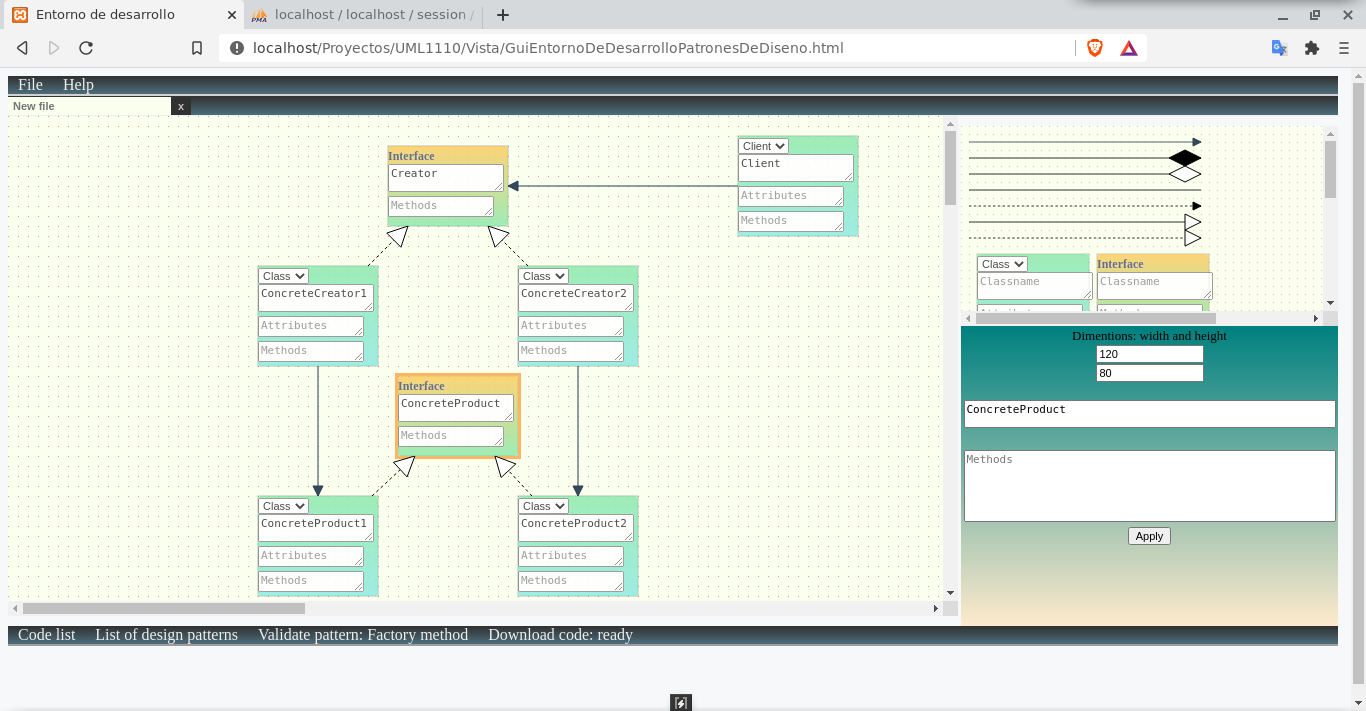 Entorno de desarrollo
localhost / localhost / session /
PMA
localhost/Proyectos/UML1110/Vista/GuiEntornoDeDesarrolloPatronesDeDiseno.html
File Help
New file x
Interface
Creator
Methods
Client
Client
Attributes
Methods
Class
ConcreteCreator1
Attributes
Methods
Class
ConcreteCreator2
Attributes
Methods
Interface
ConcreteProduct
Methods
Class
ConcreteProduct1
Attributes
Methods
Class
ConcreteProduct2
Attributes
Methods
Class
Classname
Interface
Classname
Dimentions: width and height
120
80
ConcreteProduct
Methods
Apply
Code list List of design patterns Validate pattern: Factory method Download code: ready